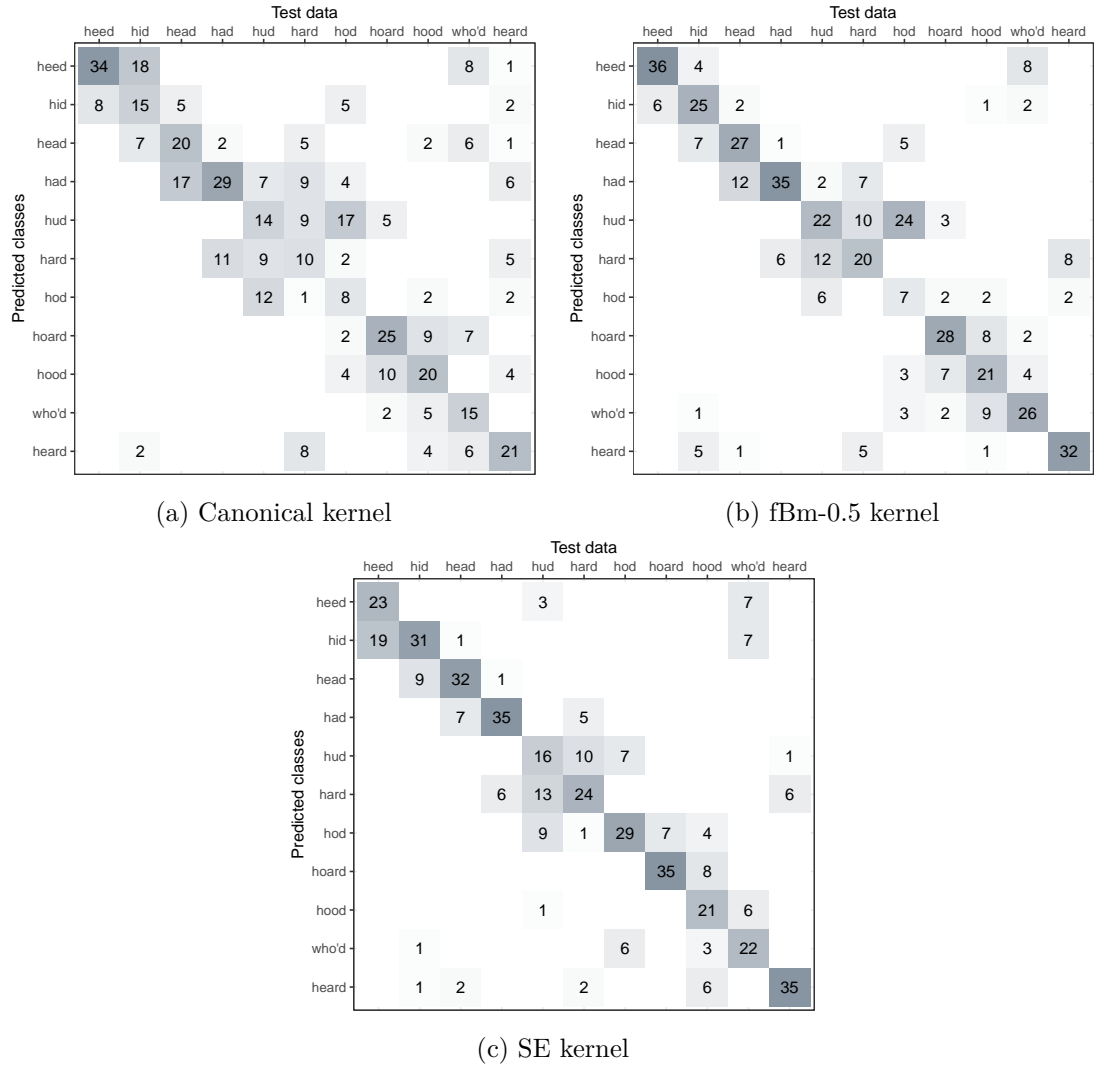 Test data
heed hid head had hud hard hod hoard hood who'd heard
Predicted classes
heed 34 18 8 1
hid 8 15 5 5 2
head 7 20 2 5 2 6 1
had 17 29 7 9 4 6
hud 14 9 17 5
hard 11 9 10 2 5
hod 12 1 8 2 2
hoard 2 25 9 7
hood 4 10 20 4
who'd 2 5 15
heard 2 8 4 6 21
(a) Canonical kernel
Test data
heed hid head had hud hard hod hoard hood who'd heard
Predicted classes
heed 36 4 8
hid 6 25 2 1 2
head 7 27 1 5
had 12 35 2 7
hud 22 10 24 3
hard 6 12 20 8
hod 6 7 2 2 2
hoard 28 8 2
hood 3 7 21 4
who'd 1 3 2 9 26
heard 5 1 5 1 32
(b) fBm-0.5 kernel
Test data
heed hid head had hud hard hod hoard hood who'd heard
Predicted classes
heed 23 3 7
hid 19 31 1 7
head 9 32 1
had 7 35 5
hud 16 10 7 1
hard 6 13 24 6
hod 9 1 29 7 4
hoard 35 8
hood 1 21 6
who'd 1 6 3 22
heard 1 2 2 6 35
(c) SE kernel